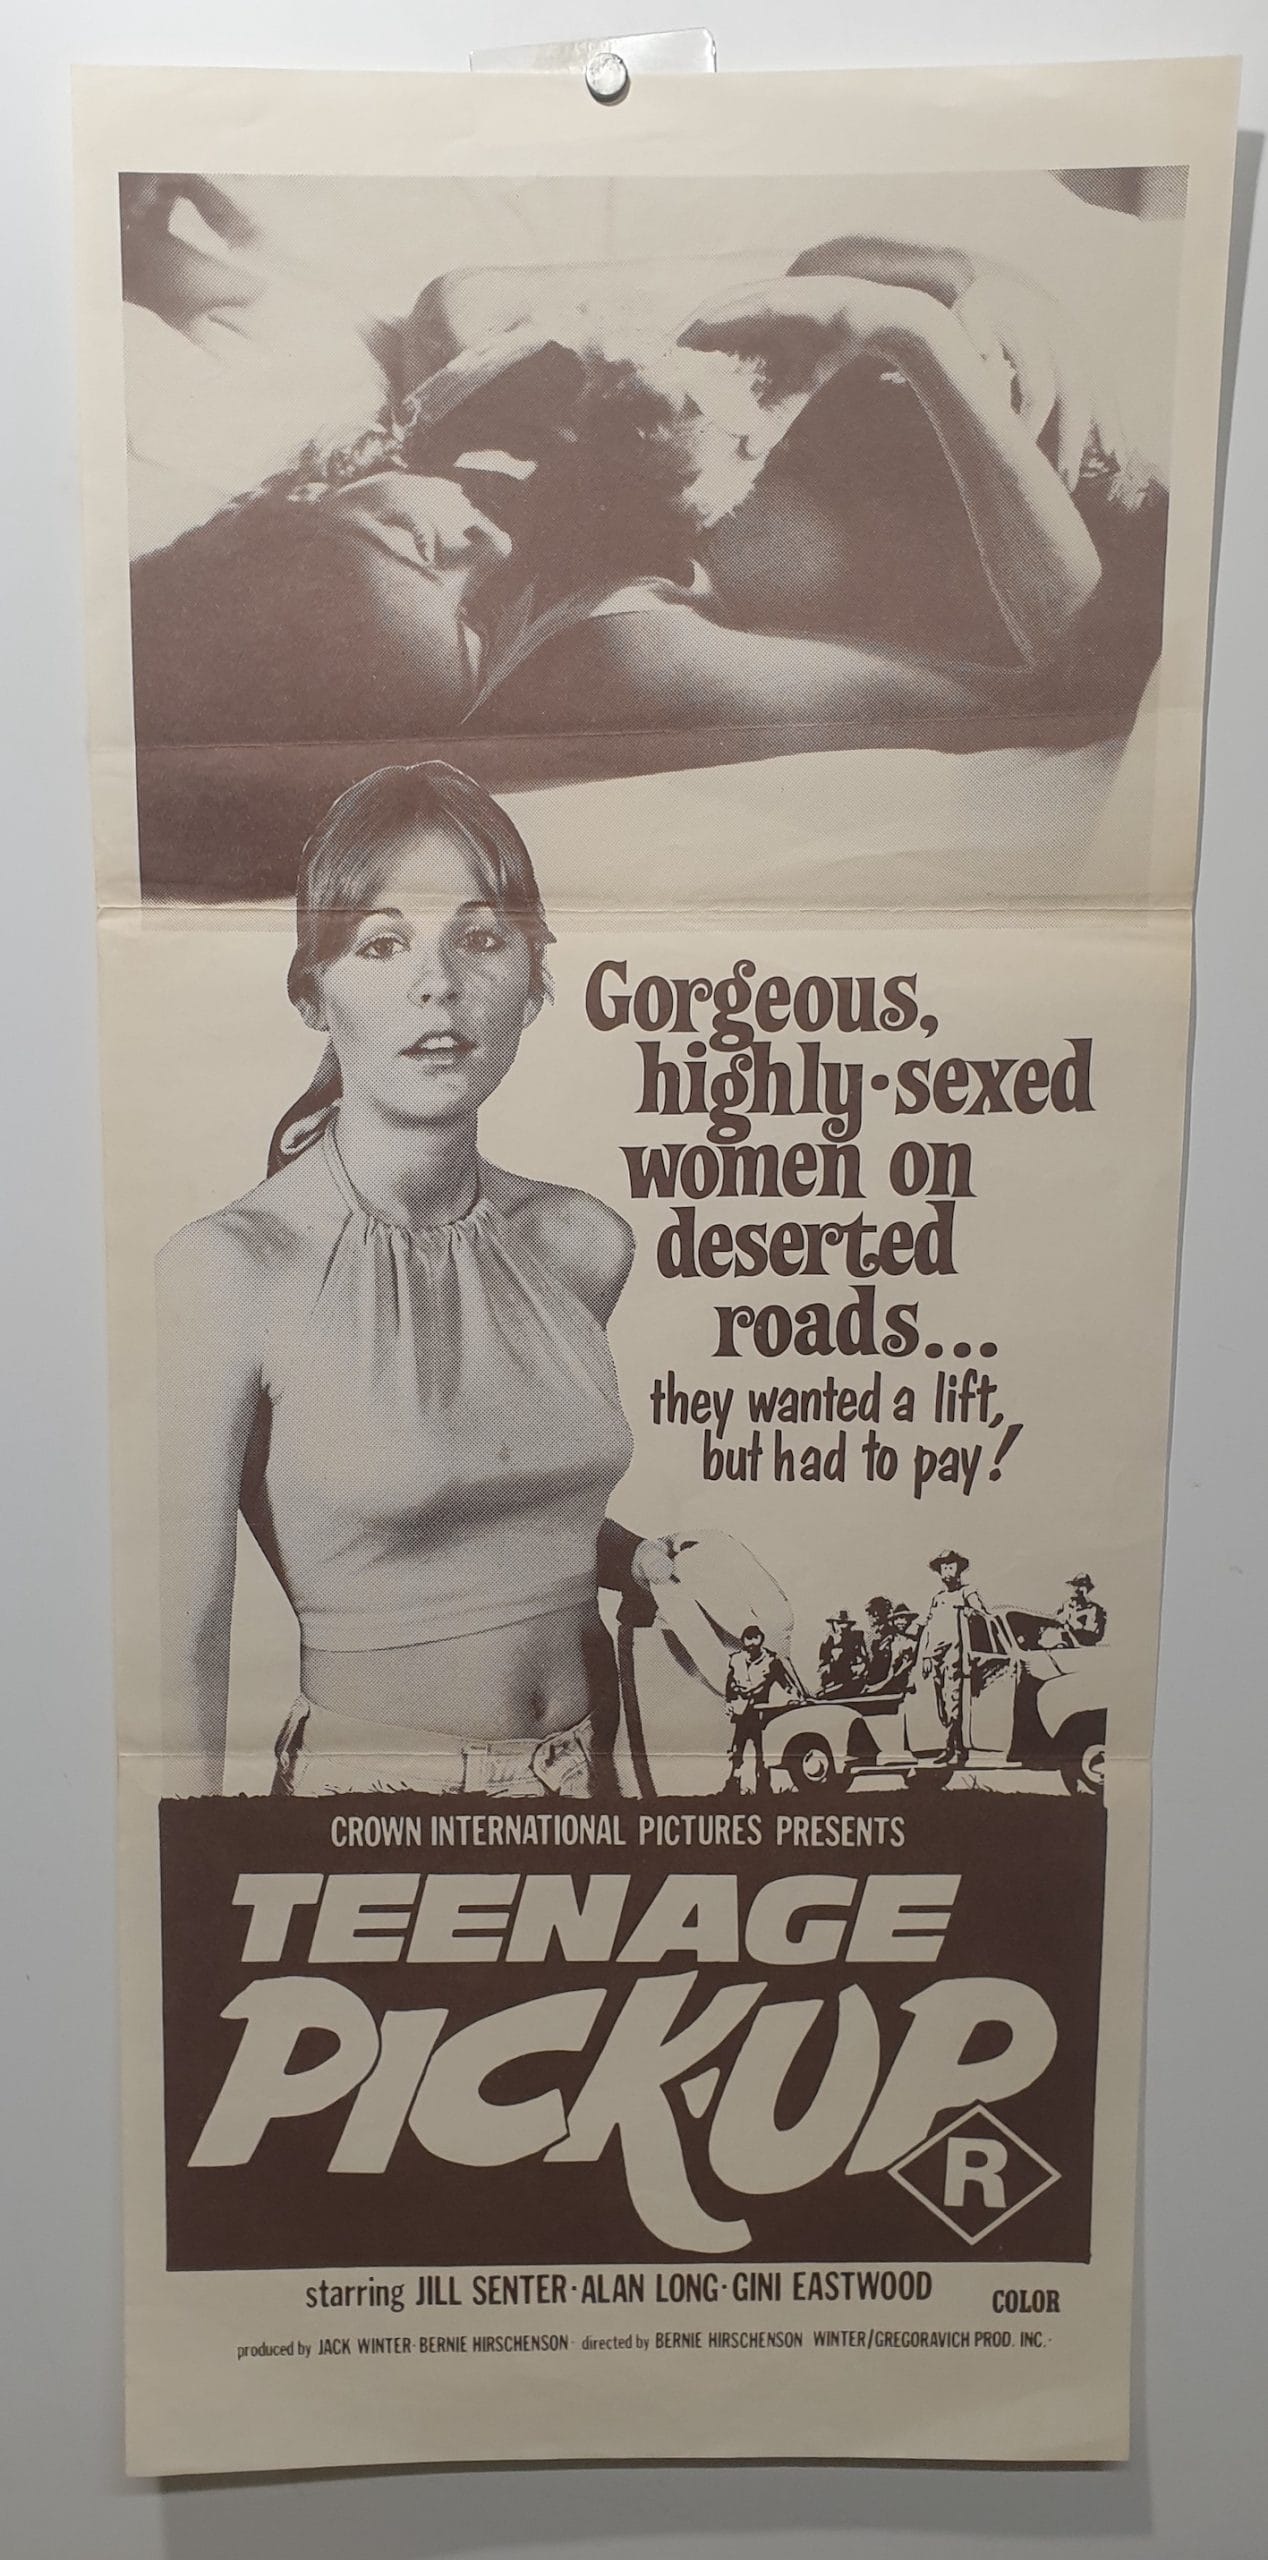 Gorgeous,
highly-sexed
women on
deserted
roads...
they wanted a lift,
but had to pay!
CROWN INTERNATIONAL PICTURES PRESENTS
TEENAGE
PICK-UP
R
starring JILL SENTER·ALAN LONG·GINI EASTWOOD
COLOR
produced by JACK WINTER·BERNIE HIRSCHENSON· directed by BERNIE HIRSCHENSON WINTER/GREGORAVICH PROD. INC.·